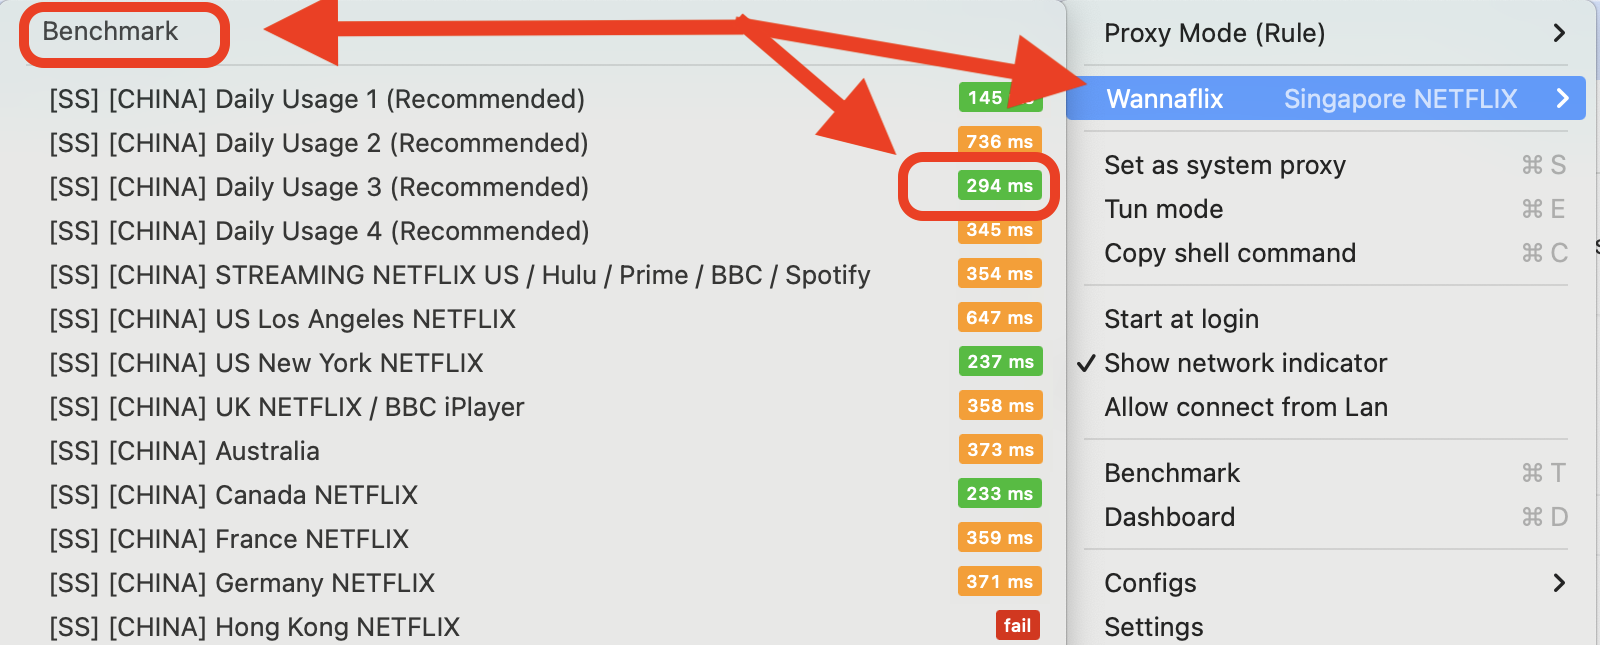 Benchmark
[SS] [CHINA] Daily Usage 1 (Recommended) 145
[SS] [CHINA] Daily Usage 2 (Recommended) 736 ms
[SS] [CHINA] Daily Usage 3 (Recommended) 294 ms
[SS] [CHINA] Daily Usage 4 (Recommended) 345 ms
[SS] [CHINA] STREAMING NETFLIX US / Hulu / Prime / BBC / Spotify 354 ms
[SS] [CHINA] US Los Angeles NETFLIX 647 ms
[SS] [CHINA] US New York NETFLIX 237 ms
[SS] [CHINA] UK NETFLIX / BBC iPlayer 358 ms
[SS] [CHINA] Australia 373 ms
[SS] [CHINA] Canada NETFLIX 233 ms
[SS] [CHINA] France NETFLIX 359 ms
[SS] [CHINA] Germany NETFLIX 371 ms
[SS] [CHINA] Hong Kong NETFLIX fail
Proxy Mode (Rule)
Wannaflix Singapore NETFLIX
Set as system proxy ⌘ S
Tun mode ⌘ E
Copy shell command ⌘ C
Start at login
✓ Show network indicator
Allow connect from Lan
Benchmark ⌘ T
Dashboard ⌘ D
Configs
Settings